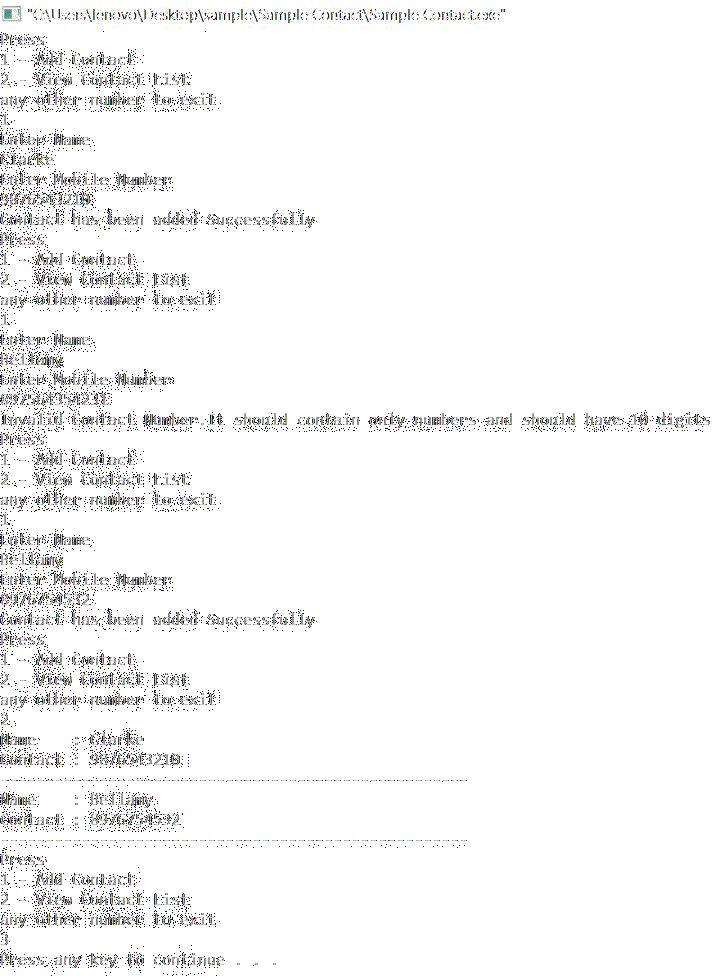 "C:\Users\lenovo\Desktop\sample\Sample Contact\Sample Contact.exe"
Press
1 - Add Contact
2 - View Contact List
any other number to exit
1
Enter Name
Clarke
Enter Mobile Number
Contact has been added Successfully
Press
1 - Add Contact
2 - View Contact List
any other number to exit
1
Enter Name
Bellamy
Enter Mobile Number
Invalid Contact Number.It should contain only numbers and should have 10 digits
Press
1 - Add Contact
2 - View Contact List
any other number to exit
1
Enter Name
Bellamy
Enter Mobile Number
Contact has been added Successfully
Press
1 - Add Contact
2 - View Contact List
any other number to exit
2
Name : Clarke
contact :
Name : Bellamy
contact :
Press
1 - Add Contact
2 - View Contact List
any other number to exit
3
Press any key to continue . . .